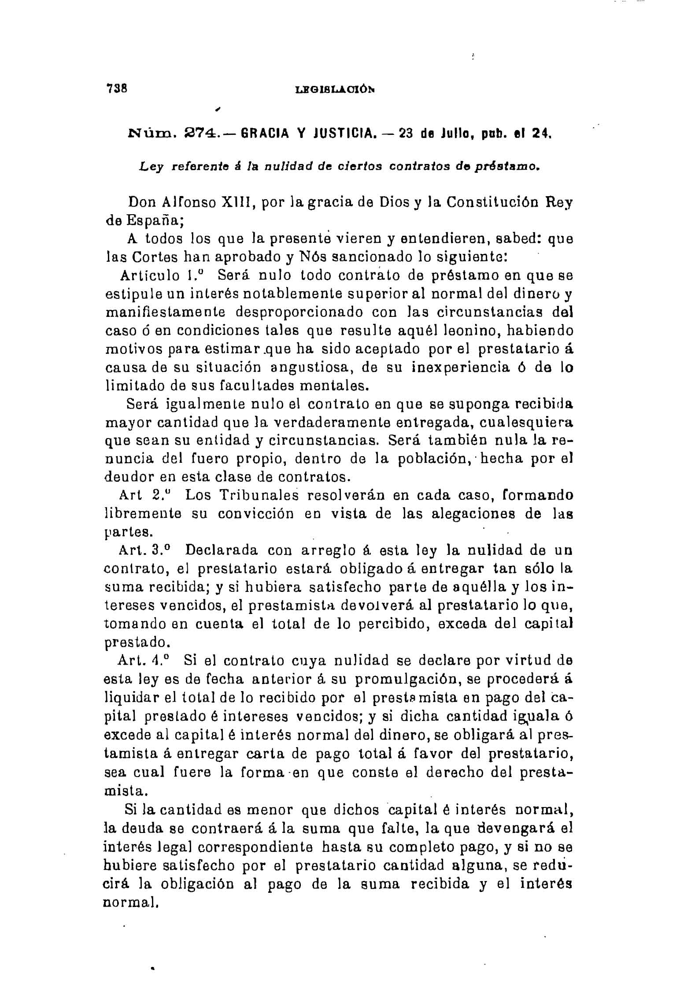 738 LEGISLACIÓN
Núm. 274.— GRACIA Y JUSTICIA. — 23 de Julio, pub. el 24.
Ley referente á la nulidad de ciertos contratos de préstamo.
Don Alfonso XIII, por la gracia de Dios y la Constitución Rey
de España;
A todos los que la presente vieren y entendieren, sabed: que
las Cortes han aprobado y Nós sancionado lo siguiente:
Artículo 1.º Será nulo todo contrato de préstamo en que se
estipule un interés notablemente superior al normal del dinero y
manifiestamente desproporcionado con las circunstancias del
caso ó en condiciones tales que resulte aquél leonino, habiendo
motivos para estimar que ha sido aceptado por el prestatario á
causa de su situación angustiosa, de su inexperiencia ó de lo
limitado de sus facultades mentales.
Será igualmente nulo el contrato en que se suponga recibida
mayor cantidad que la verdaderamente entregada, cualesquiera
que sean su entidad y circunstancias. Será también nula la re-
nuncia del fuero propio, dentro de la población, hecha por el
deudor en esta clase de contratos.
Art 2.º Los Tribunales resolverán en cada caso, formando
libremente su convicción en vista de las alegaciones de las
partes.
Art. 3.º Declarada con arreglo á esta ley la nulidad de un
contrato, el prestatario estará obligado á entregar tan sólo la
suma recibida; y si hubiera satisfecho parte de aquélla y los in-
tereses vencidos, el prestamista devolverá al prestatario lo que,
tomando en cuenta el total de lo percibido, exceda del capital
prestado.
Art. 4.º Si el contrato cuya nulidad se declare por virtud de
esta ley es de fecha anterior á su promulgación, se procederá á
liquidar el total de lo recibido por el prestamista en pago del ca-
pital prestado é intereses vencidos; y si dicha cantidad iguala ó
excede al capital é interés normal del dinero, se obligará al pres-
tamista á entregar carta de pago total á favor del prestatario,
sea cual fuere la forma en que conste el derecho del presta-
mista.
Si la cantidad es menor que dichos capital é interés normal,
la deuda se contraerá á la suma que falte, la que devengará el
interés legal correspondiente hasta su completo pago, y si no se
hubiere satisfecho por el prestatario cantidad alguna, se redu-
cirá la obligación al pago de la suma recibida y el interés
normal.